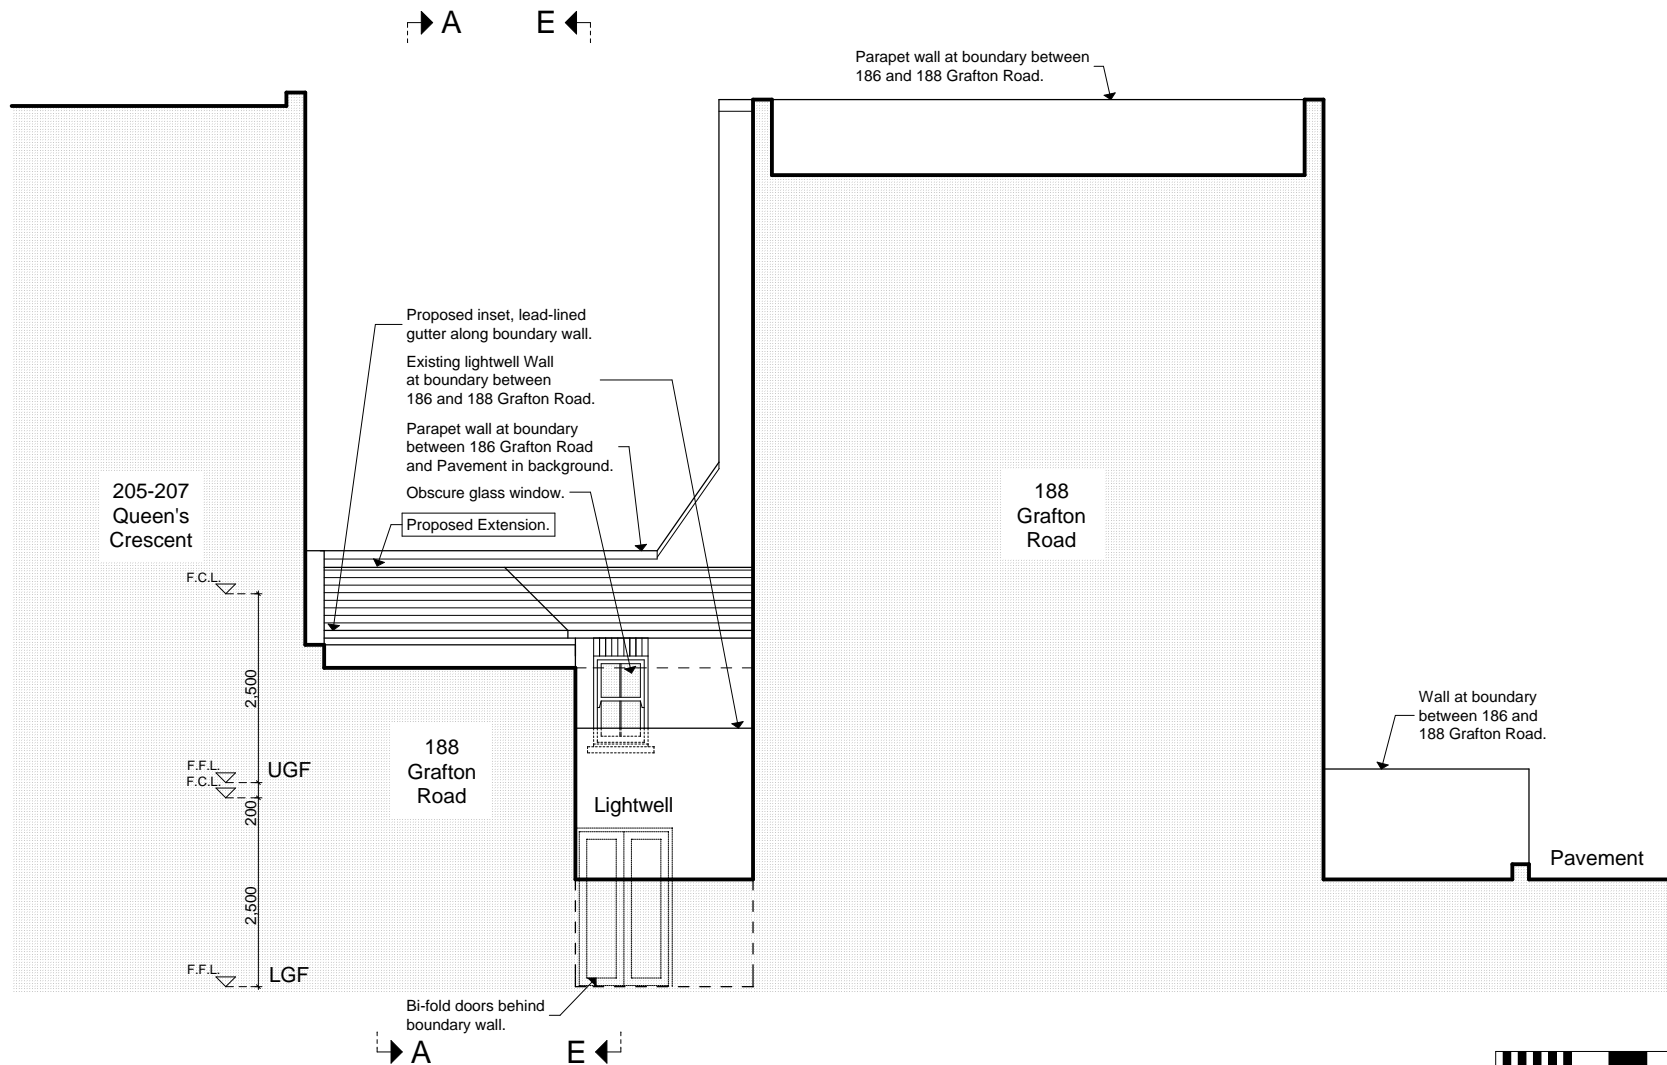 A E
Parapet wall at boundary between
186 and 188 Grafton Road.
Proposed inset, lead-lined
gutter along boundary wall.
Existing lightwell Wall
at boundary between
186 and 188 Grafton Road.
Parapet wall at boundary
between 186 Grafton Road
and Pavement in background.
Obscure glass window.
Proposed Extension.
205-207
Queen's
Crescent
188
Grafton
Road
F.C.L.
2,500
F.F.L. UGF
F.C.L.
200
2,500
F.F.L. LGF
188
Grafton
Road
Lightwell
Wall at boundary
between 186 and
188 Grafton Road.
Pavement
Bi-fold doors behind
boundary wall.
A E